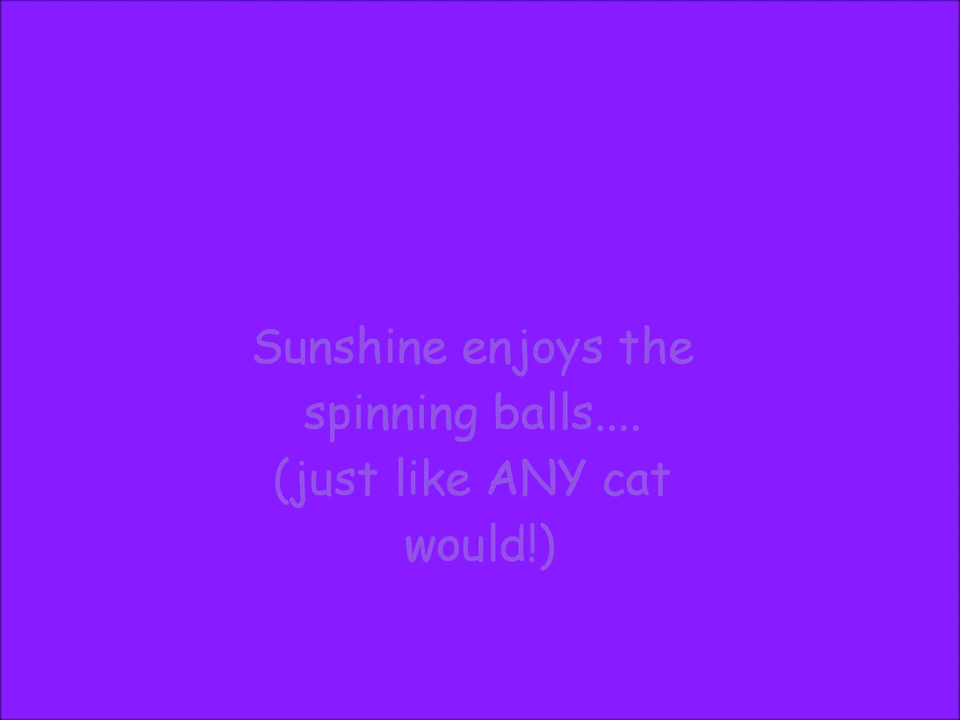 Sunshine enjoys the
spinning balls....
(just like ANY cat
would!)